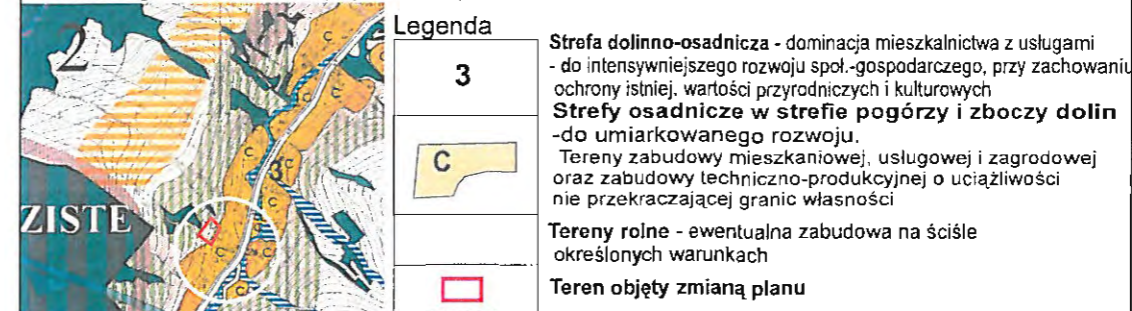 2
C
C
C
C
C
3
C
C
ZISTE
C
C
C
C
Legenda
3
Strefa dolinno-osadnicza - dominacja mieszkalnictwa z usługami
- do intensywniejszego rozwoju społ.-gospodarczego, przy zachowaniu
ochrony istniej. wartości przyrodniczych i kulturowych
Strefy osadnicze w strefie pogórzy i zboczy dolin
-do umiarkowanego rozwoju.
C
Tereny zabudowy mieszkaniowej, usługowej i zagrodowej
oraz zabudowy techniczno-produkcyjnej o uciążliwości
nie przekraczającej granic własności
Tereny rolne - ewentualna zabudowa na ściśle
określonych warunkach
Teren objęty zmianą planu